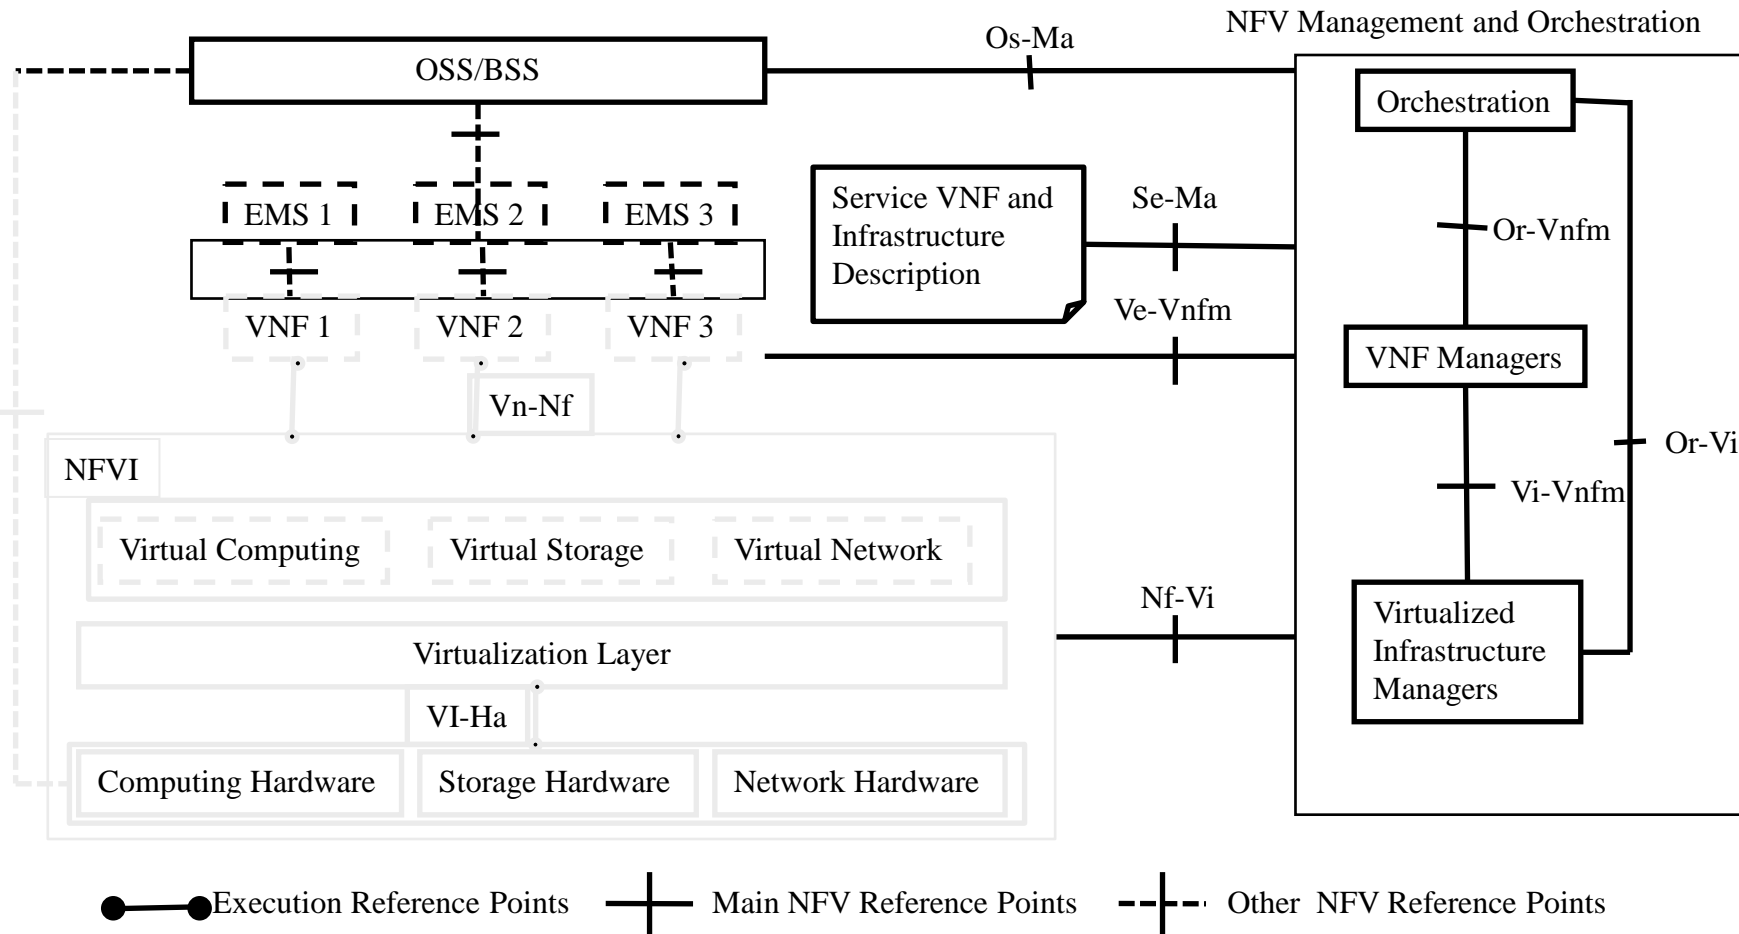 NFV Management and Orchestration
Os-Ma
OSS/BSS
Orchestration
EMS 1
EMS 2
EMS 3
Service VNF and
Infrastructure
Description
Se-Ma
Or-Vnfm
VNF 1
VNF 2
VNF 3
Ve-Vnfm
VNF Managers
Vn-Nf
Or-Vi
NFVI
Vi-Vnfm
Virtual Computing
Virtual Storage
Virtual Network
Nf-Vi
Virtualized
Infrastructure
Managers
Virtualization Layer
VI-Ha
Computing Hardware
Storage Hardware
Network Hardware
Execution Reference Points
Main NFV Reference Points
Other NFV Reference Points